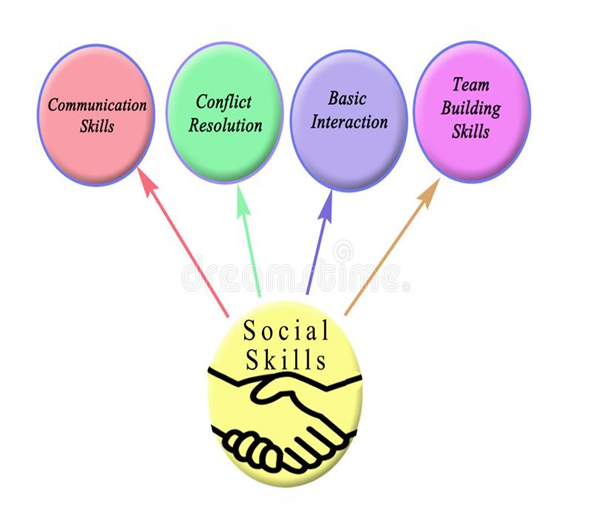 Communication
Skills
Conflict
Resolution
Basic
Interaction
Team
Building
Skills
dreamstime.
Social
Skills